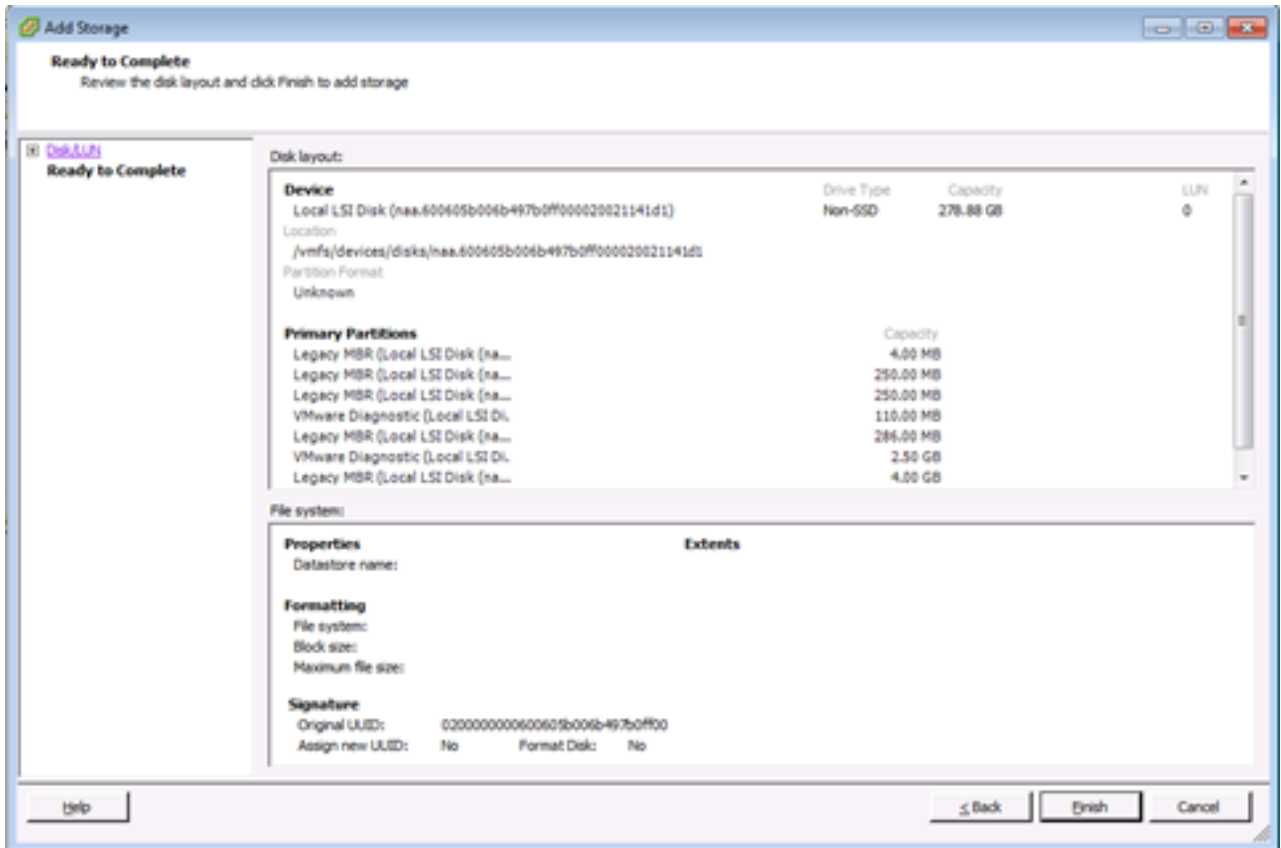 Add Storage
Ready to Complete
Review the disk layout and click Finish to add storage
Disk/LUN
Ready to Complete
Disk layout:
Device Drive Type Capacity LUN
Local LSI Disk (naa.600605b006b497b0ff000020021141d1) Non-SSD 278.88 GB 0
Location
/vmfs/devices/disks/naa.600605b006b497b0ff000020021141d1
Partition Format
Unknown
Primary Partitions Capacity
Legacy MBR (Local LSI Disk (na... 4.00 MB
Legacy MBR (Local LSI Disk (na... 250.00 MB
Legacy MBR (Local LSI Disk (na... 250.00 MB
VMware Diagnostic (Local LSI Di. 110.00 MB
Legacy MBR (Local LSI Disk (na... 286.00 MB
VMware Diagnostic (Local LSI Di. 2.50 GB
Legacy MBR (Local LSI Disk (na... 4.00 GB
File system:
Properties Extents
Datastore name:
Formatting
File system:
Block size:
Maximum file size:
Signature
Original UUID: 0200000000600605b006b497b0ff00
Assign new UUID: No Format Disk: No
Help < Back Finish Cancel